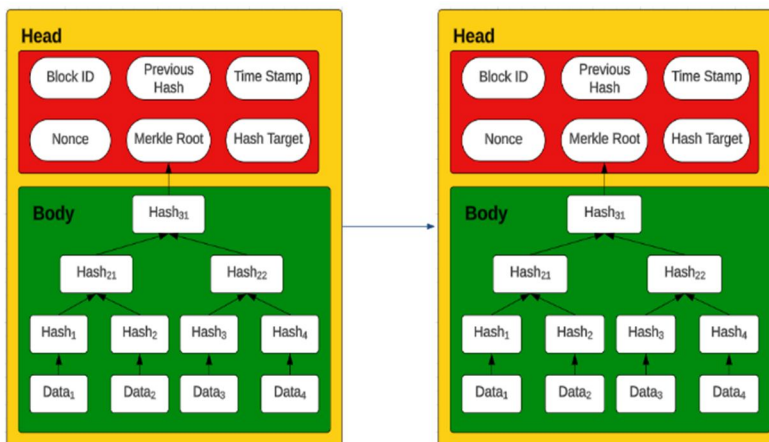 Head
Block ID
Previous
Hash
Time Stamp
Nonce
Merkle Root
Hash Target
Body
Hash₃₁
Hash₂₁
Hash₂₂
Hash₁
Hash₂
Hash₃
Hash₄
Data₁
Data₂
Data₃
Data₄
Head
Block ID
Previous
Hash
Time Stamp
Nonce
Merkle Root
Hash Target
Body
Hash₃₁
Hash₂₁
Hash₂₂
Hash₁
Hash₂
Hash₃
Hash₄
Data₁
Data₂
Data₃
Data₄